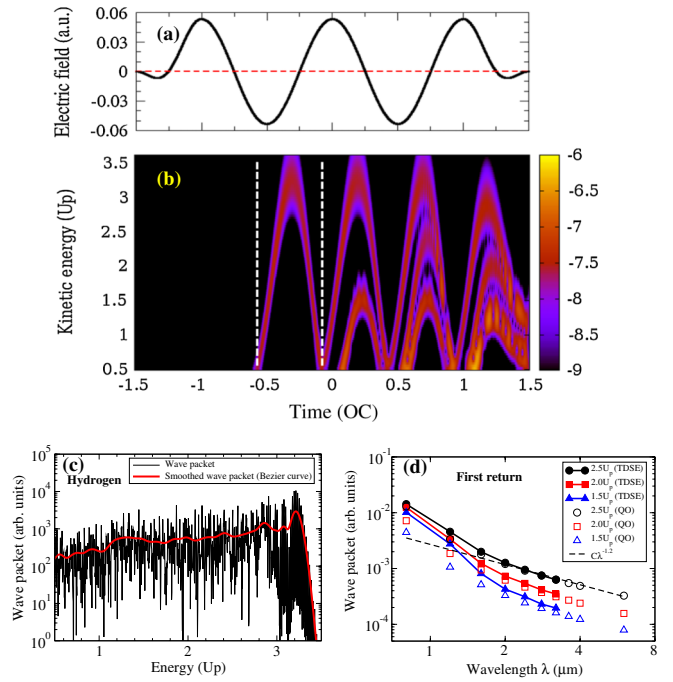 Electric field (a.u.)
0.06
0.03
0
-0.03
-0.06
(a)
Kinetic energy (Up)
3.5
3
2.5
2
1.5
1
0.5
(b)
-1.5 -1 -0.5 0 0.5 1 1.5
Time (OC)
-6
-6.5
-7
-7.5
-8
-8.5
-9
Wave packet (arb. units)
10^5
10^4
10^3
10^2
10^1
10^0
(c)
Hydrogen
Wave packet
Smoothed wave packet (Bezier curve)
1 2 3
Energy (Up)
Wave packet (arb. units)
10^-1
10^-2
10^-3
10^-4
(d)
First return
2.5U_p (TDSE)
2.0U_p (TDSE)
1.5U_p (TDSE)
2.5U_p (QO)
2.0U_p (QO)
1.5U_p (QO)
Cλ^-1.2
1 2 4 8
Wavelength λ (μm)